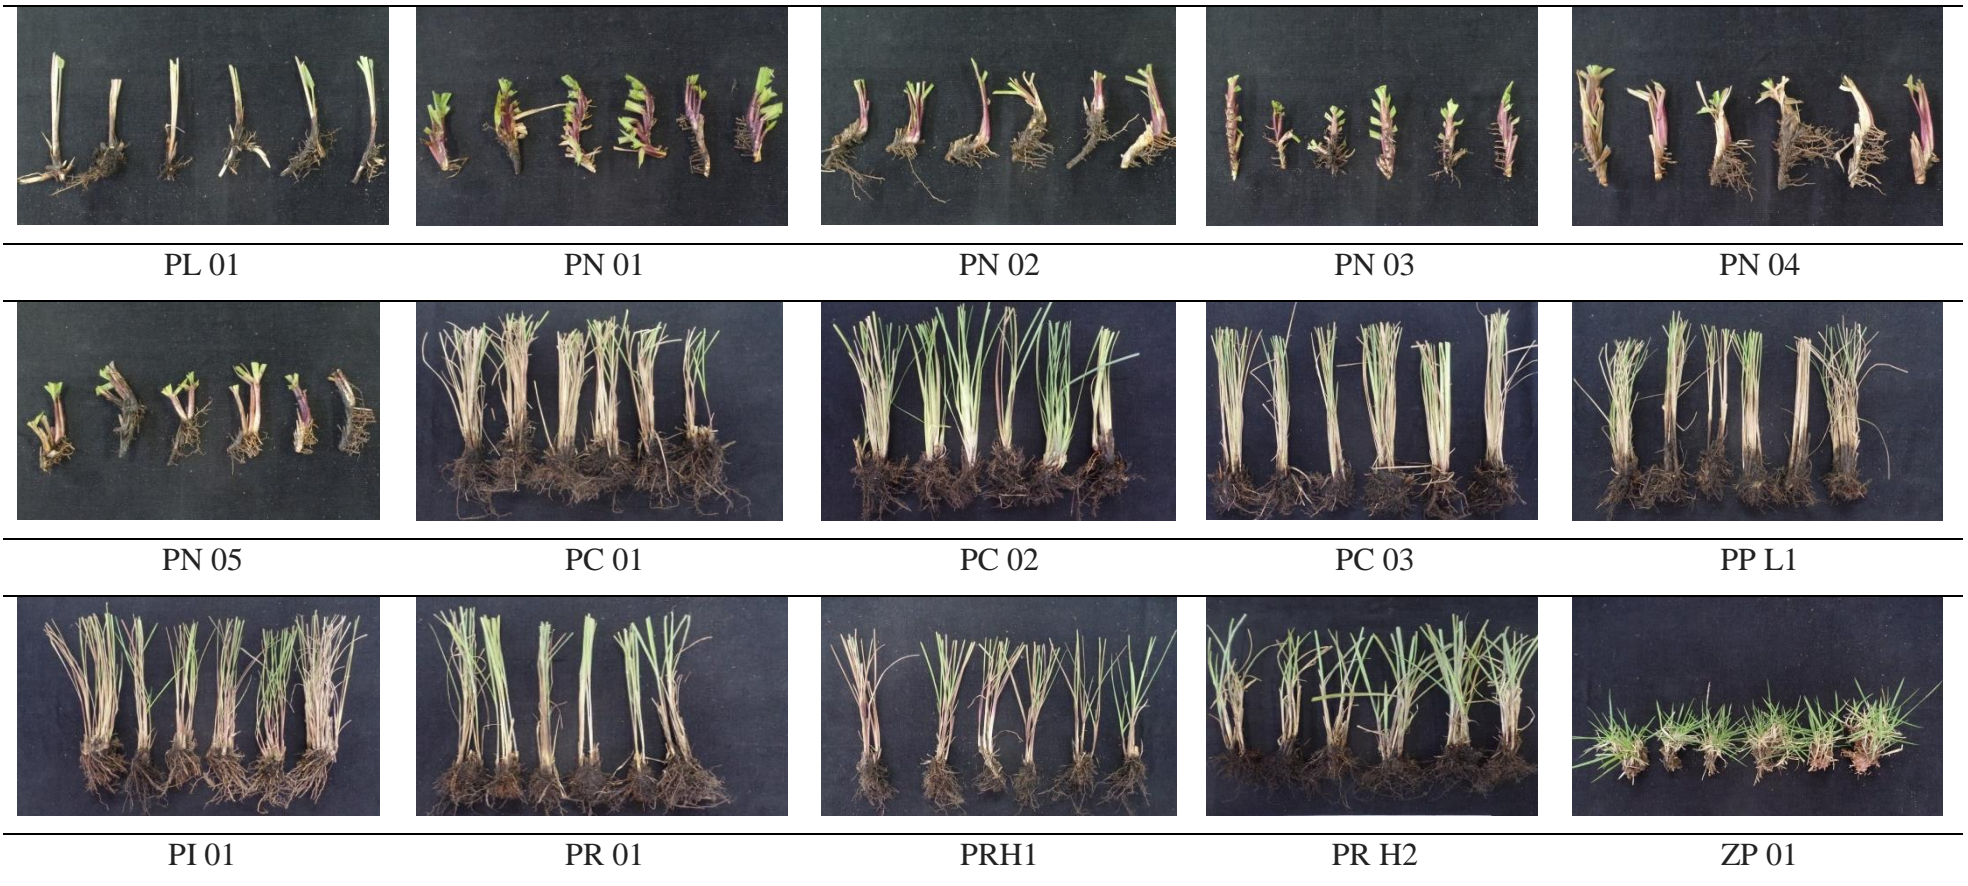 PL 01 PN 01 PN 02 PN 03 PN 04
PN 05 PC 01 PC 02 PC 03 PP L1
PI 01 PR 01 PRH1 PR H2 ZP 01